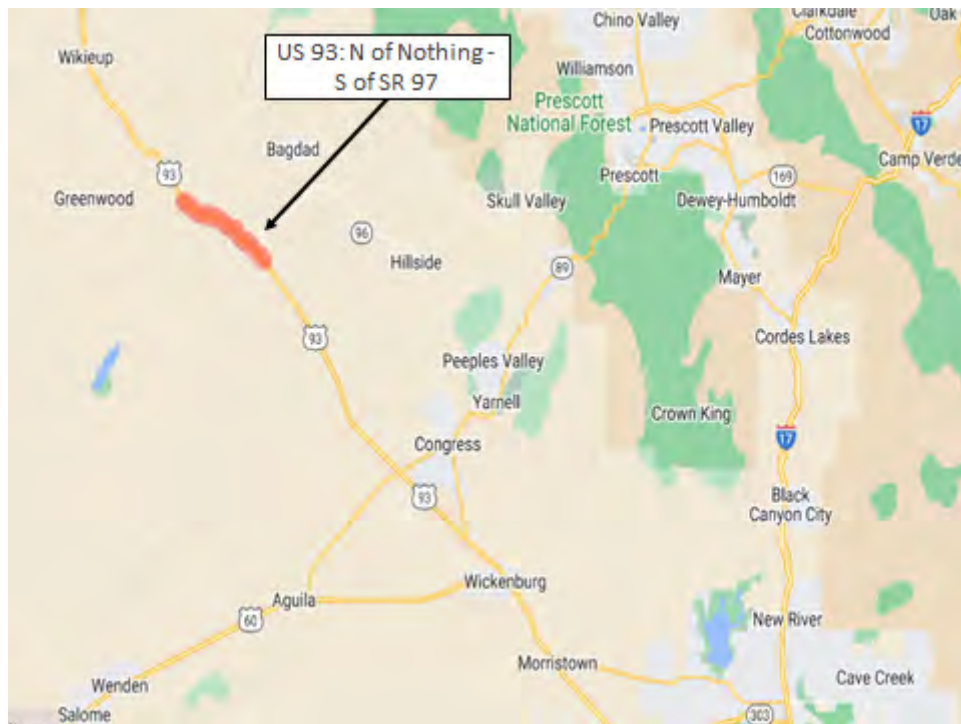 Chino Valley
Clarkdale
Oak
Cottonwood
US 93: N of Nothing -
S of SR 97
Wikieup
Williamson
Prescott
National Forest
Prescott Valley
17
Bagdad
Camp Verde
93
Prescott
169
Greenwood
Skull Valley
Dewey-Humboldt
96
Hillside
89
Mayer
93
Cordes Lakes
Peeples Valley
Yarnell
Crown King
Congress
17
93
Black
Canyon City
Wickenburg
Aguila
60
New River
Morristown
Wenden
Cave Creek
Salome
303